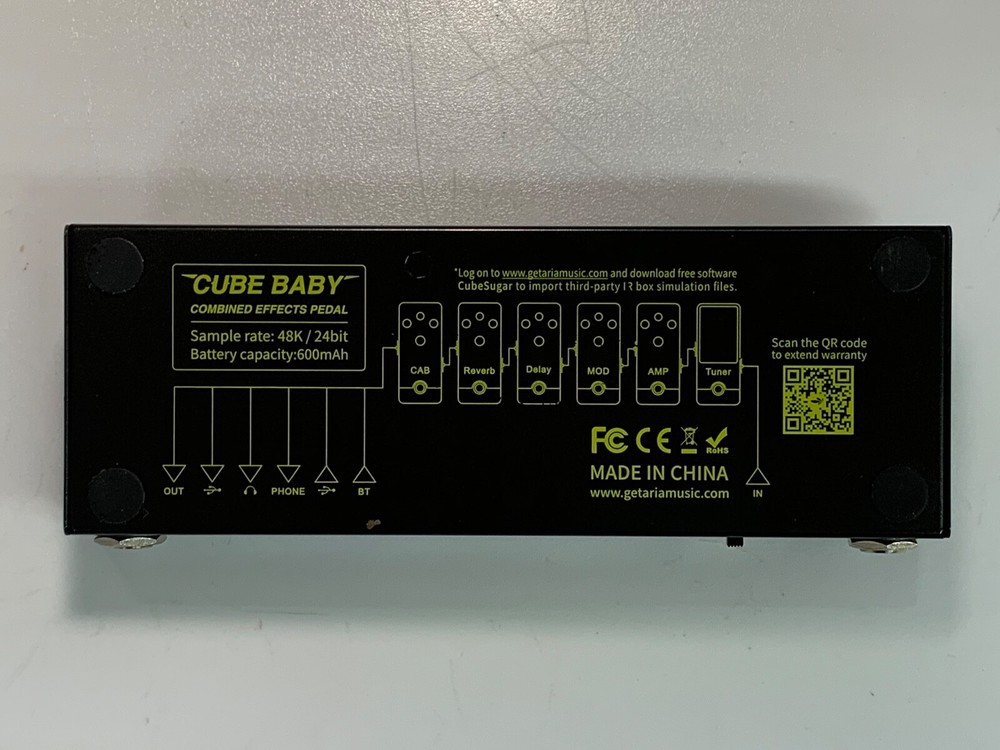 CUBE BABY
COMBINED EFFECTS PEDAL
Sample rate: 48K / 24bit
Battery capacity:600mAh
*Log on to www.getariamusic.com and download free software
CubeSugar to import third-party IR box simulation files.
CAB
Reverb
Delay
MOD
AMP
Tuner
Scan the QR code
to extend warranty
OUT
PHONE
BT
FC CE RoHS
MADE IN CHINA
www.getariamusic.com
IN